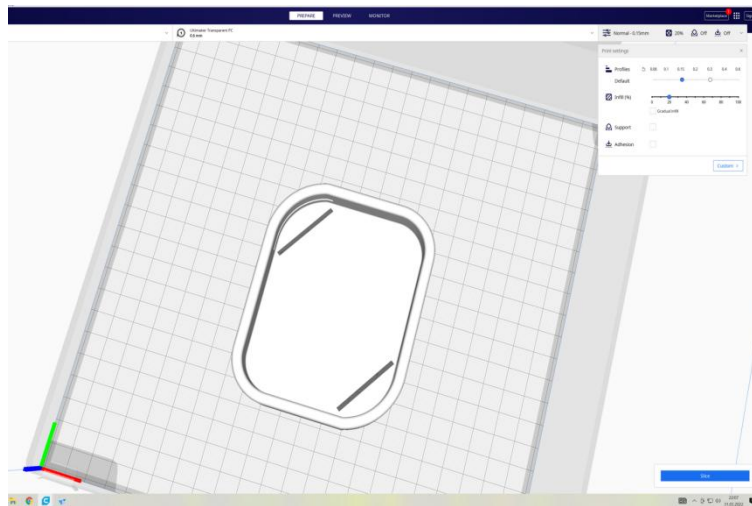 PREPARE PREVIEW MONITOR Marketplace
Ultimaker Transparent PC
0.8 mm
Normal - 0.15mm 20% Off Off
Print settings
Profiles 0.06 0.1 0.15 0.2 0.3 0.4 0.6
Default
Infill (%)
0 20 40 60 80 100
Gradual infill
Support
Adhesion
Custom
Slice